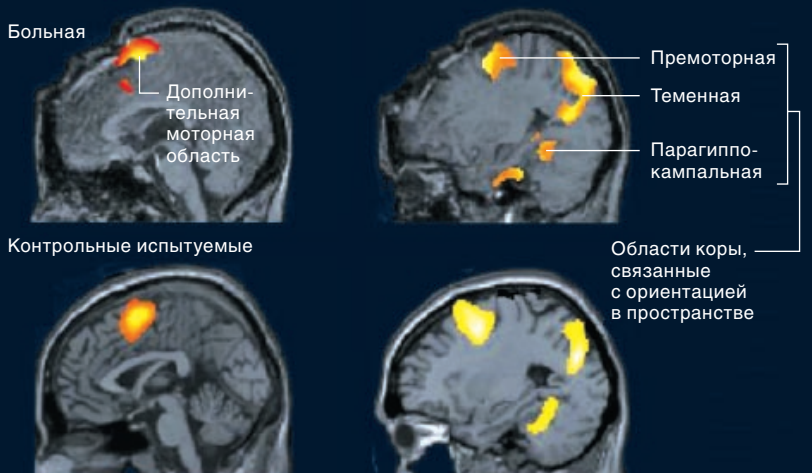 Больная
Дополни-
тельная
моторная
область
Премоторная
Теменная
Парагиппо-
кампальная
Контрольные испытуемые
Области коры,
связанные
с ориентацией
в пространстве